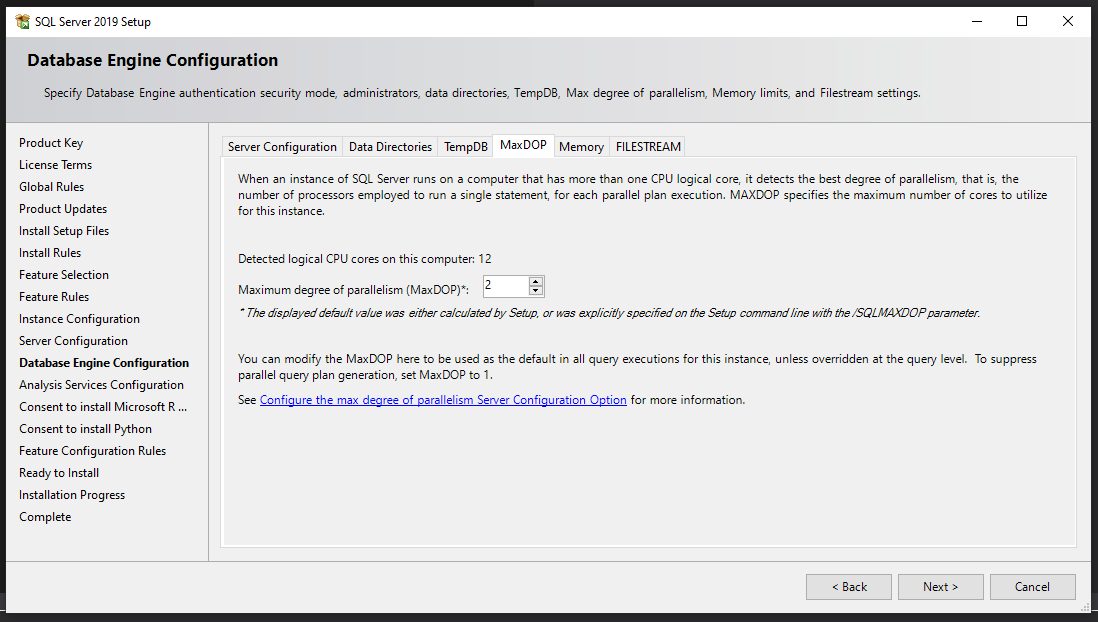 SQL Server 2019 Setup
Database Engine Configuration
Specify Database Engine authentication security mode, administrators, data directories, TempDB, Max degree of parallelism, Memory limits, and Filestream settings.
Product Key
License Terms
Global Rules
Product Updates
Install Setup Files
Install Rules
Feature Selection
Feature Rules
Instance Configuration
Server Configuration
Database Engine Configuration
Analysis Services Configuration
Consent to install Microsoft R ...
Consent to install Python
Feature Configuration Rules
Ready to Install
Installation Progress
Complete
Server Configuration Data Directories TempDB MaxDOP Memory FILESTREAM
When an instance of SQL Server runs on a computer that has more than one CPU logical core, it detects the best degree of parallelism, that is, the
number of processors employed to run a single statement, for each parallel plan execution. MAXDOP specifies the maximum number of cores to utilize
for this instance.
Detected logical CPU cores on this computer: 12
Maximum degree of parallelism (MaxDOP)*: 2
* The displayed default value was either calculated by Setup, or was explicitly specified on the Setup command line with the /SQLMAXDOP parameter.
You can modify the MaxDOP here to be used as the default in all query executions for this instance, unless overridden at the query level. To suppress
parallel query plan generation, set MaxDOP to 1.
See Configure the max degree of parallelism Server Configuration Option for more information.
< Back Next > Cancel